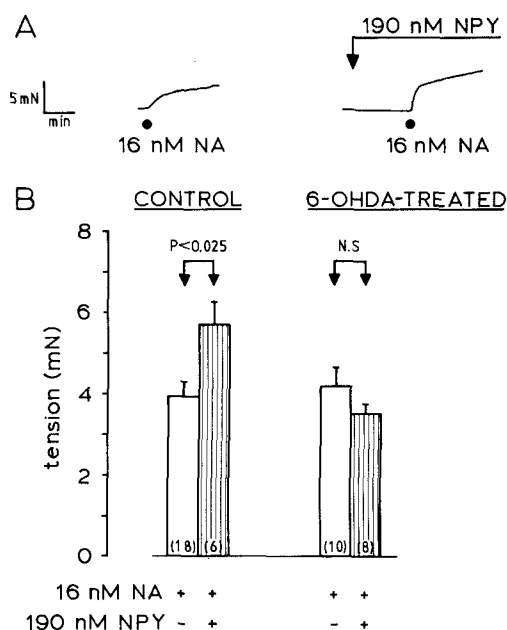 A
190 nM NPY
5mN
min
16 nM NA
16 nM NA
B
CONTROL
6-OHDA-TREATED
8
6
4
2
0
tension (mN)
P<0.025
N.S
(18)
(6)
(10)
(8)
16 nM NA + + + +
190 nM NPY - + - +